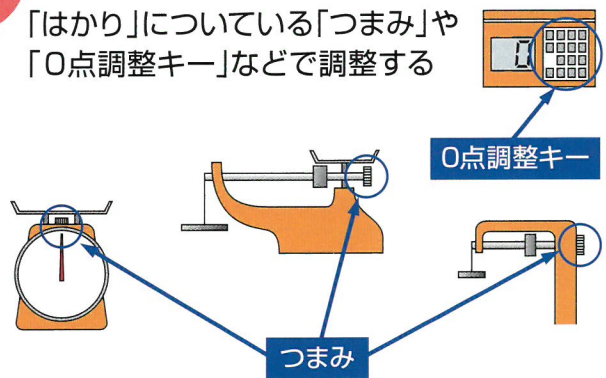 「はかり」についている「つまみ」や
「０点調整キー」などで調整する
0
０点調整キー
つまみ